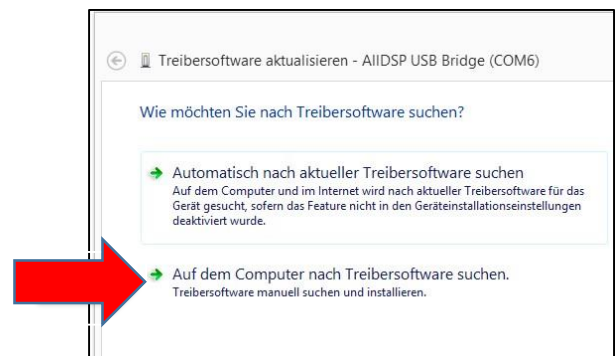 Treibersoftware aktualisieren - AllDSP USB Bridge (COM6)
Wie möchten Sie nach Treibersoftware suchen?
Automatisch nach aktueller Treibersoftware suchen
Auf dem Computer und im Internet wird nach aktueller Treibersoftware für das
Gerät gesucht, sofern das Feature nicht in den Geräteinstallationseinstellungen
deaktiviert wurde.
Auf dem Computer nach Treibersoftware suchen.
Treibersoftware manuell suchen und installieren.